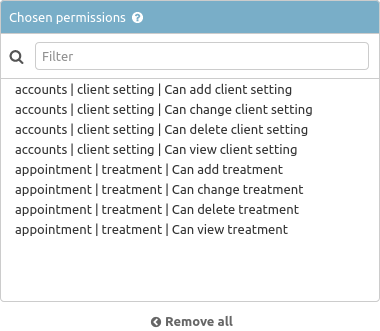 Chosen permissions
Filter
accounts | client setting | Can add client setting
accounts | client setting | Can change client setting
accounts | client setting | Can delete client setting
accounts | client setting | Can view client setting
appointment | treatment | Can add treatment
appointment | treatment | Can change treatment
appointment | treatment | Can delete treatment
appointment | treatment | Can view treatment
Remove all